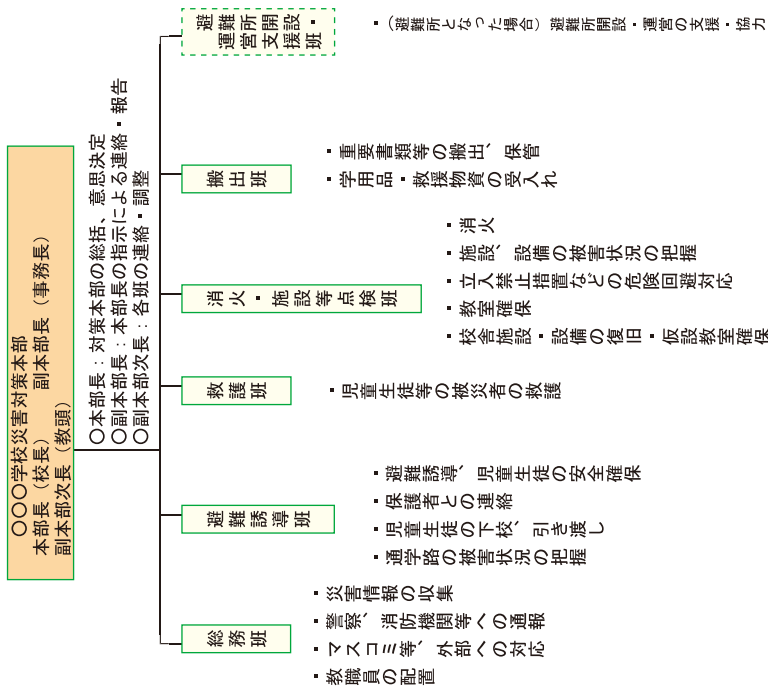 〇〇〇学校災害対策本部
本部長（校長）　副本部長（事務長）
副本部次長（教頭）
〇本部長：対策本部の総括、意思決定
〇副本部長：本部長の指示による連絡・報告
〇副本部次長：各班の連絡・調整
総務班
・災害情報の収集
・警察、消防機関等への通報
・マスコミ等、外部への対応
・教職員の配置
避難誘導班
・避難誘導、児童生徒の安全確保
・保護者との連絡
・児童生徒の下校、引き渡し
・通学路の被害状況の把握
救護班
・児童生徒等の被災者の救護
消火・施設等点検班
・消火
・施設、設備の被害状況の把握
・立入禁止措置などの危険回避対応
・教室確保
・校舎施設・設備の復旧・仮設教室確保
搬出班
・重要書類等の搬出、保管
・学用品・救援物資の受入れ
避難所開設・
運営支援
班
・（避難所となった場合）避難所開設・運営の支援・協力